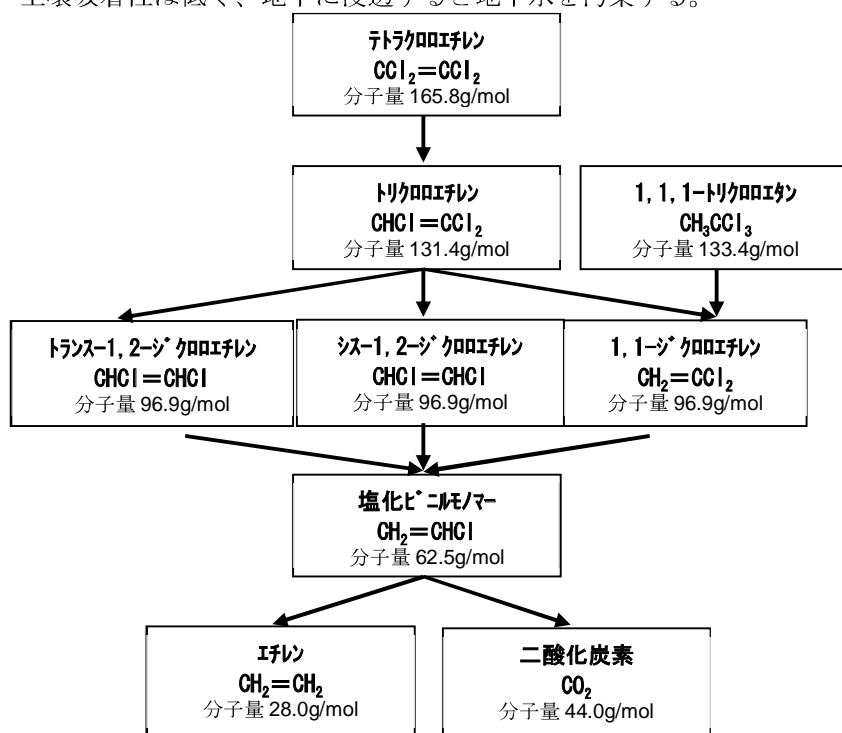 土壌吸着性は低く、地下に浸透すると地下水を汚染する。
ﾃﾄﾗｸﾛﾛｴﾁﾚﾝ
CCl₂＝CCl₂
分子量 165.8g/mol
ﾄﾘｸﾛﾛｴﾁﾚﾝ
CHCl＝CCl₂
分子量 131.4g/mol
1,1,1-ﾄﾘｸﾛﾛｴﾀﾝ
CH₃CCl₃
分子量 133.4g/mol
ﾄﾗﾝｽ-1,2-ｼﾞｸﾛﾛｴﾁﾚﾝ
CHCl＝CHCl
分子量 96.9g/mol
ｼｽ-1,2-ｼﾞｸﾛﾛｴﾁﾚﾝ
CHCl＝CHCl
分子量 96.9g/mol
1,1-ｼﾞｸﾛﾛｴﾁﾚﾝ
CH₂＝CCl₂
分子量 96.9g/mol
塩化ﾋﾞﾆﾙﾓﾉﾏｰ
CH₂＝CHCl
分子量 62.5g/mol
ｴﾁﾚﾝ
CH₂＝CH₂
分子量 28.0g/mol
二酸化炭素
CO₂
分子量 44.0g/mol